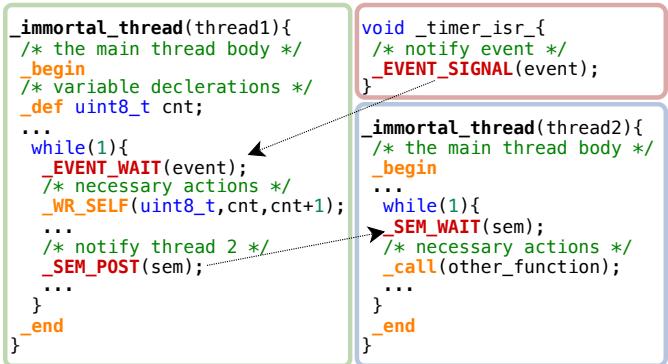 _immortal_thread(thread1){
/* the main thread body */
_begin
/* variable declerations */
_def uint8_t cnt;
...
while(1){
_EVENT_WAIT(event);
/* necessary actions */
_WR_SELF(uint8_t,cnt,cnt+1);
...
/* notify thread 2 */
_SEM_POST(sem);
...
}
_end
}
void _timer_isr_{
/* notify event */
_EVENT_SIGNAL(event);
}
_immortal_thread(thread2){
/* the main thread body */
_begin
...
while(1){
_SEM_WAIT(sem);
/* necessary actions */
_call(other_function);
...
}
_end
}